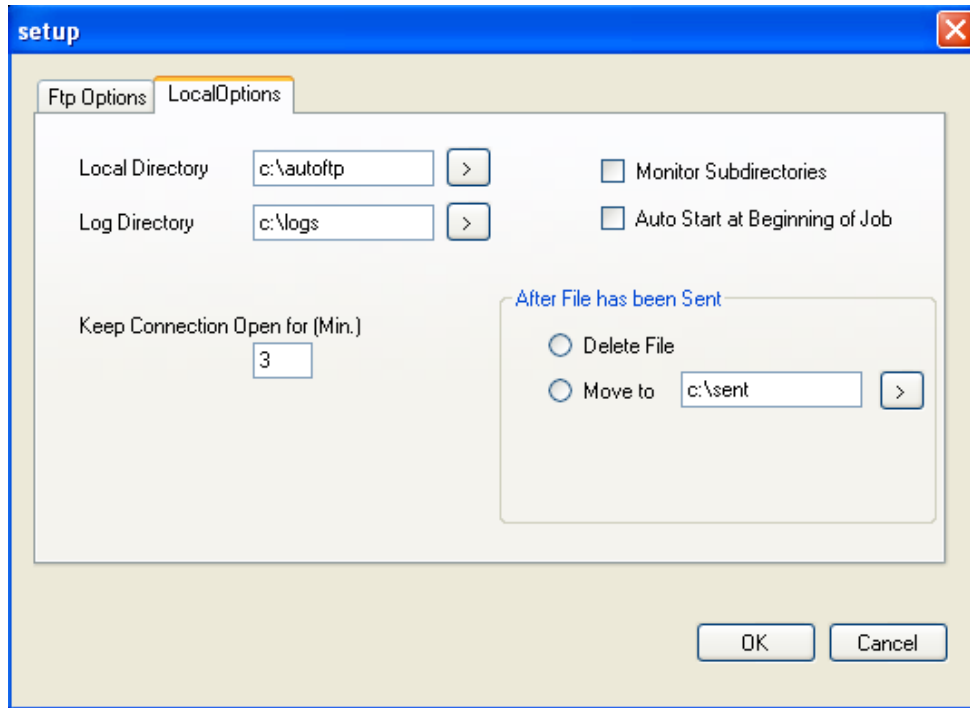 setup
Ftp Options
LocalOptions
Local Directory
c:\autoftp
>
Monitor Subdirectories
Log Directory
c:\logs
>
Auto Start at Beginning of Job
Keep Connection Open for (Min.)
3
After File has been Sent
Delete File
Move to
c:\sent
>
OK
Cancel